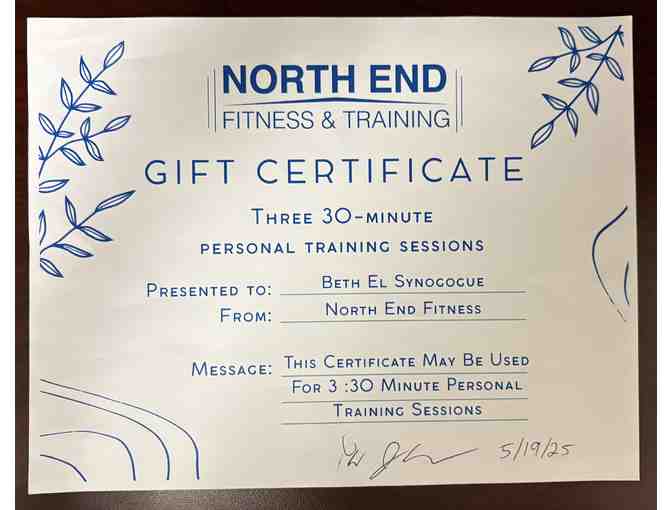 NORTH END
FITNESS & TRAINING
GIFT CERTIFICATE
THREE 30-MINUTE
PERSONAL TRAINING SESSIONS
PRESENTED TO: BETH EL SYNOGOGUE
FROM: NORTH END FITNESS
MESSAGE: THIS CERTIFICATE MAY BE USED
FOR 3 :30 MINUTE PERSONAL
TRAINING SESSIONS
5/19/25